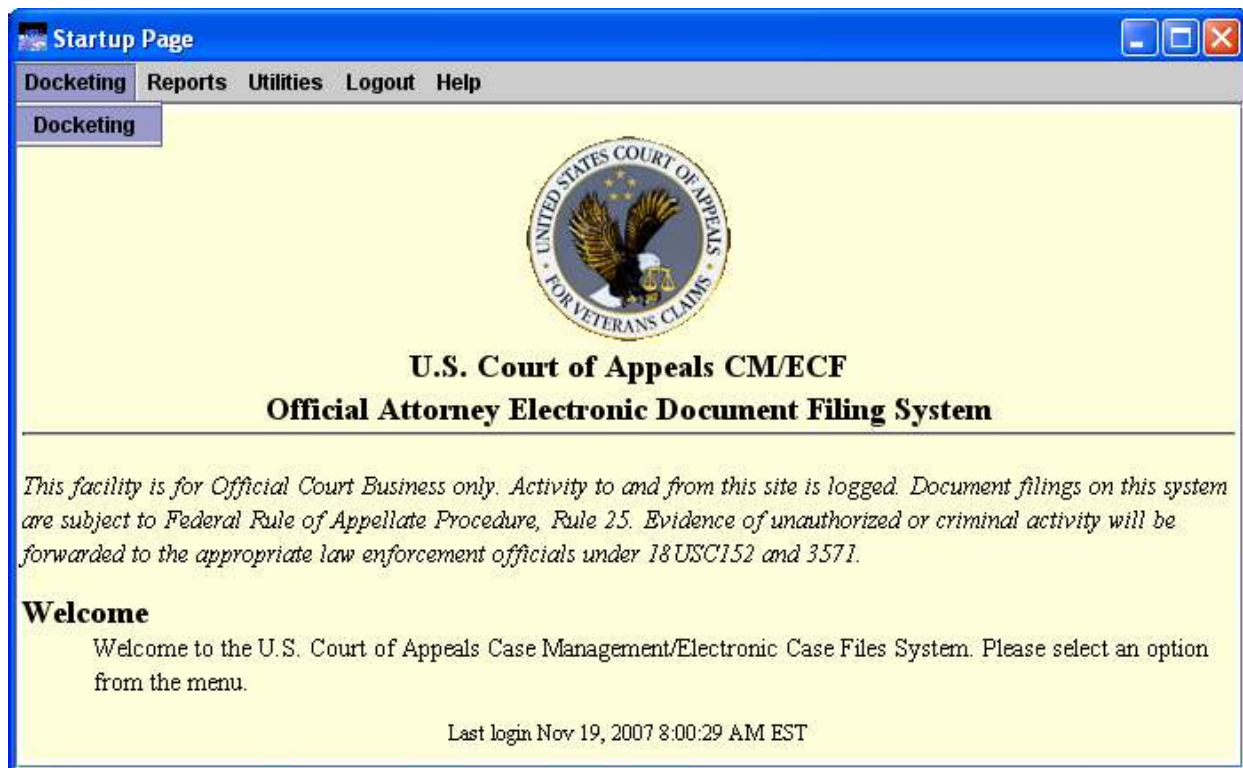 Startup Page
Docketing Reports Utilities Logout Help
Docketing
UNITED STATES COURT OF APPEALS
FOR VETERANS CLAIMS
U.S. Court of Appeals CM/ECF
Official Attorney Electronic Document Filing System
This facility is for Official Court Business only. Activity to and from this site is logged. Document filings on this system
are subject to Federal Rule of Appellate Procedure, Rule 25. Evidence of unauthorized or criminal activity will be
forwarded to the appropriate law enforcement officials under 18USC152 and 3571.
Welcome
Welcome to the U.S. Court of Appeals Case Management/Electronic Case Files System. Please select an option
from the menu.
Last login Nov 19, 2007 8:00:29 AM EST